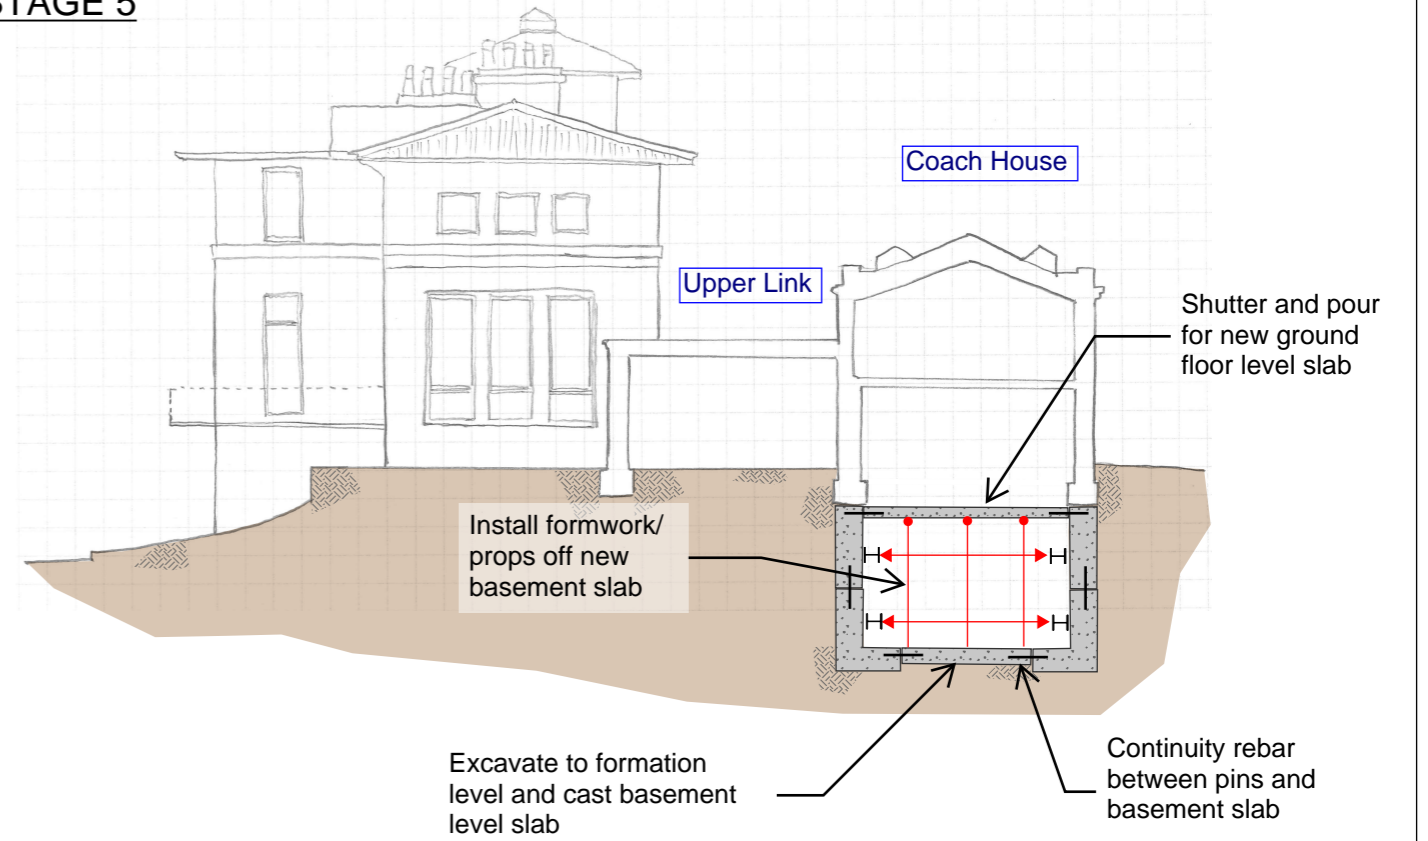 STAGE 5
Coach House
Upper Link
Shutter and pour
for new ground
floor level slab
Install formwork/
props off new
basement slab
Excavate to formation
level and cast basement
level slab
Continuity rebar
between pins and
basement slab